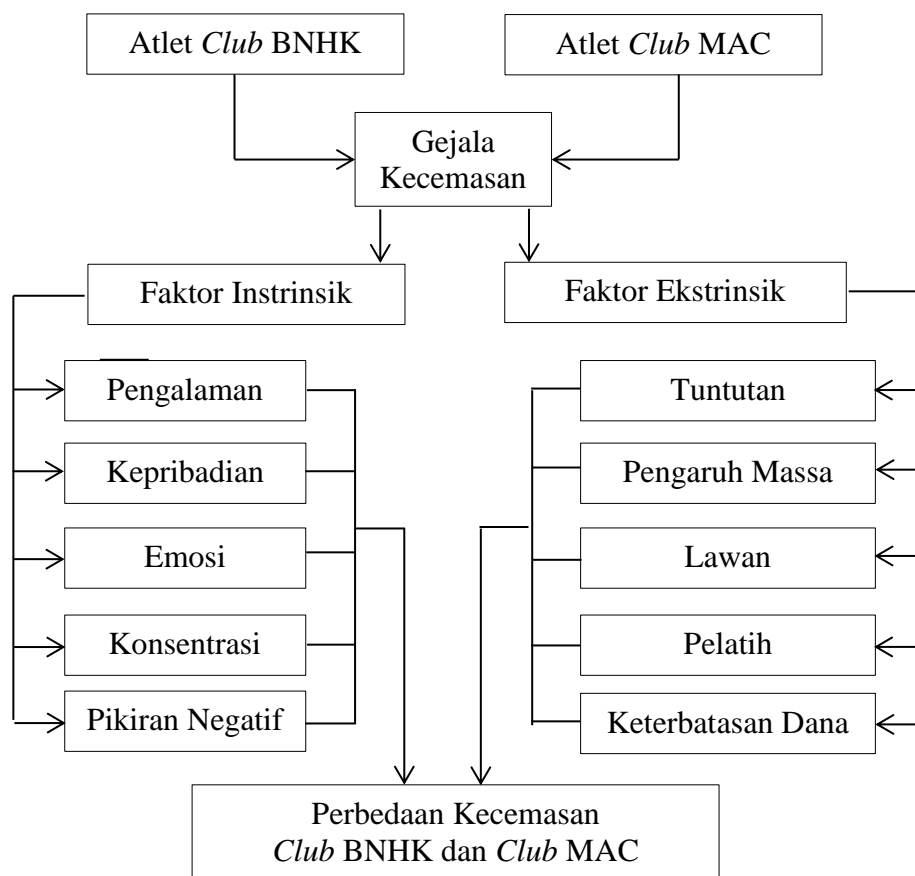 Atlet Club BNHK
Atlet Club MAC
Gejala
Kecemasan
Faktor Instrinsik
Faktor Ekstrinsik
Pengalaman
Tuntutan
Kepribadian
Pengaruh Massa
Emosi
Lawan
Konsentrasi
Pelatih
Pikiran Negatif
Keterbatasan Dana
Perbedaan Kecemasan
Club BNHK dan Club MAC